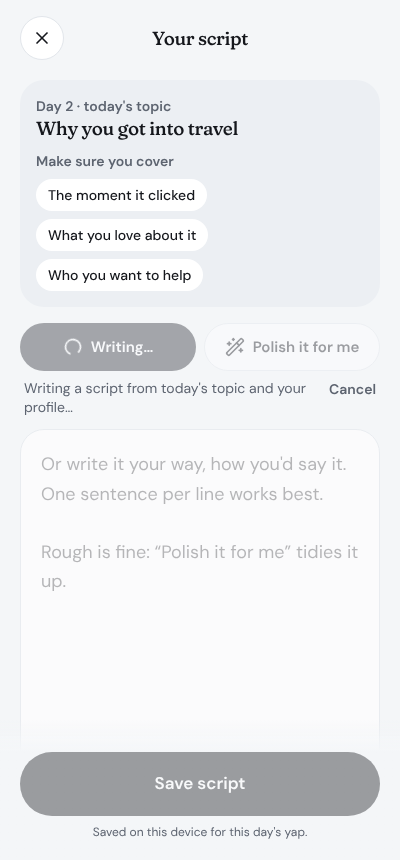 Your script
Day 2 · today's topic
Why you got into travel
Make sure you cover
The moment it clicked
What you love about it
Who you want to help
Writing...
Polish it for me
Writing a script from today's topic and your
profile...
Cancel
Or write it your way, how you'd say it.
One sentence per line works best.
Rough is fine: “Polish it for me” tidies it
up.
Save script
Saved on this device for this day's yap.